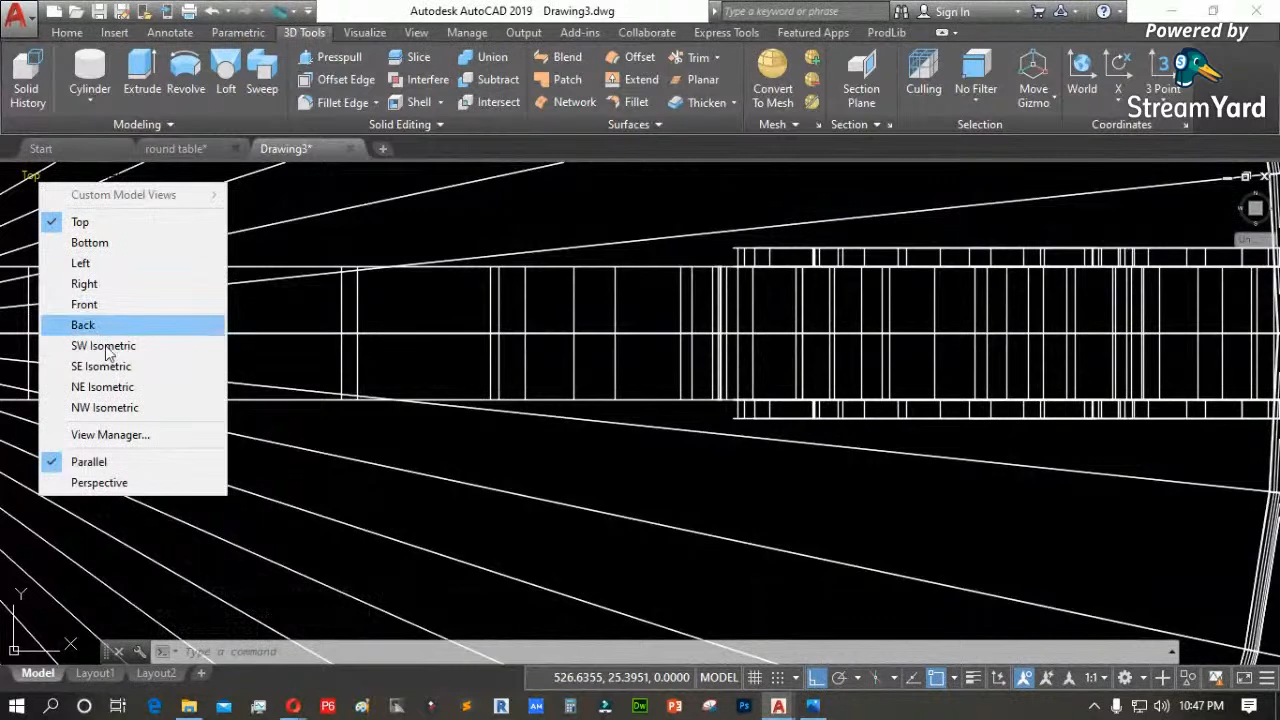 Autodesk AutoCAD 2019 Drawing3.dwg
Type a keyword or phrase
Sign In
Home Insert Annotate Parametric 3D Tools Visualize View Manage Output Add-ins Collaborate Express Tools Featured Apps ProdLib
Powered by
StreamYard
Solid History
Cylinder
Extrude
Revolve
Loft
Sweep
Presspull
Offset Edge
Fillet Edge
Slice
Interfere
Shell
Union
Subtract
Intersect
Blend
Patch
Network
Offset
Extend
Fillet
Trim
Planar
Thicken
Convert To Mesh
Section Plane
Culling
No Filter
Move Gizmo
World
X
3 Point
Modeling
Solid Editing
Surfaces
Mesh
Section
Selection
Coordinates
Start
round table*
Drawing3*
Top
Custom Model Views
Top
Bottom
Left
Right
Front
Back
SW Isometric
SE Isometric
NE Isometric
NW Isometric
View Manager...
Parallel
Perspective
Y
X
Type a command
Model Layout1 Layout2
526.6355, 25.3951, 0.0000 MODEL
1:1
10:47 PM